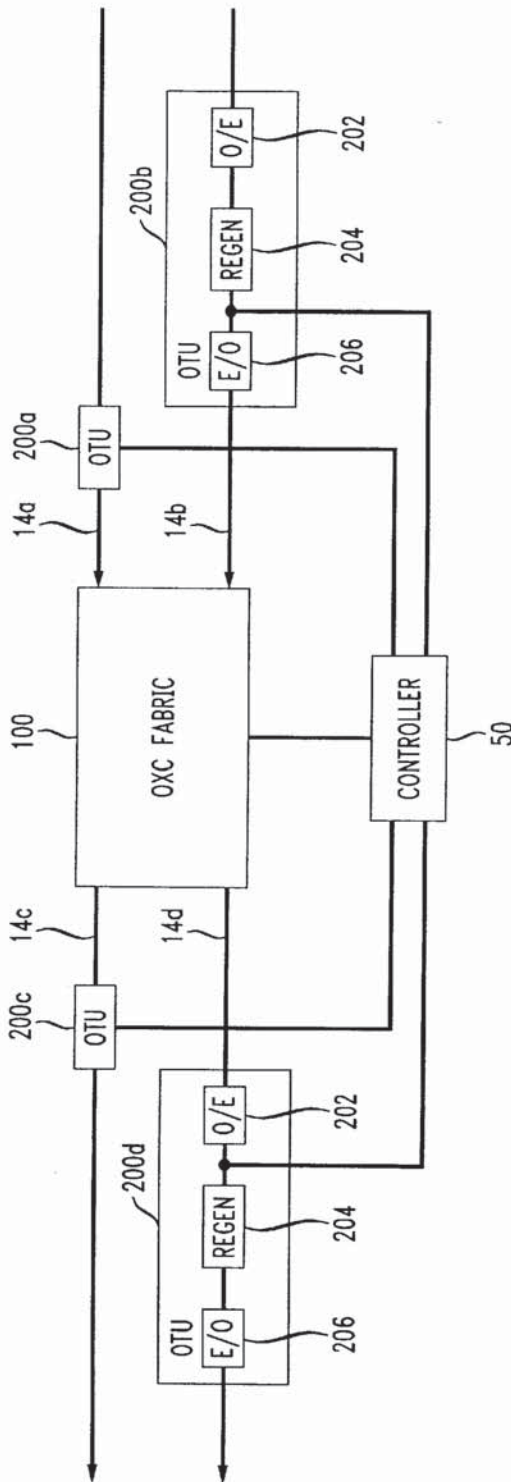 200a
OTU
14a
200b
O/E
202
REGEN
204
OTU
E/O
206
14b
100
OXC FABRIC
CONTROLLER
50
14c
200c
OTU
14d
200d
O/E
202
REGEN
204
OTU
E/O
206